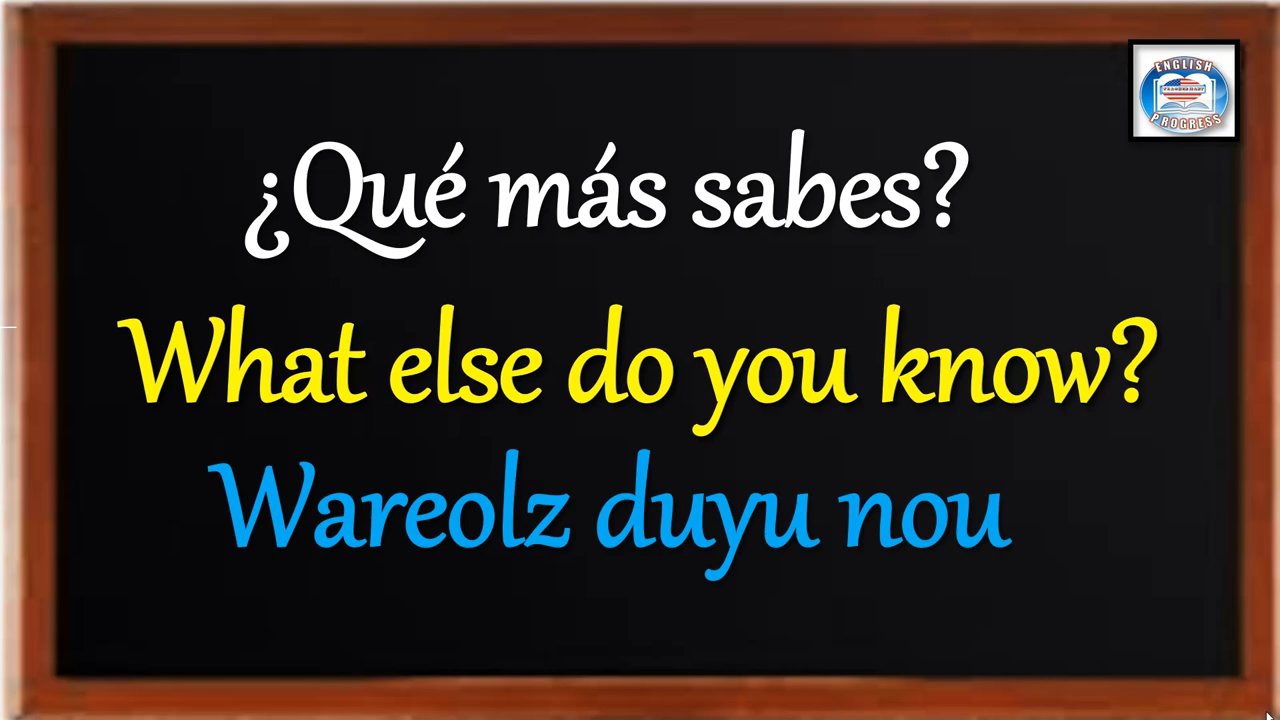 ¿Qué más sabes?
What else do you know?
Wareolz duyu nou
ENGLISH
PROGRESS